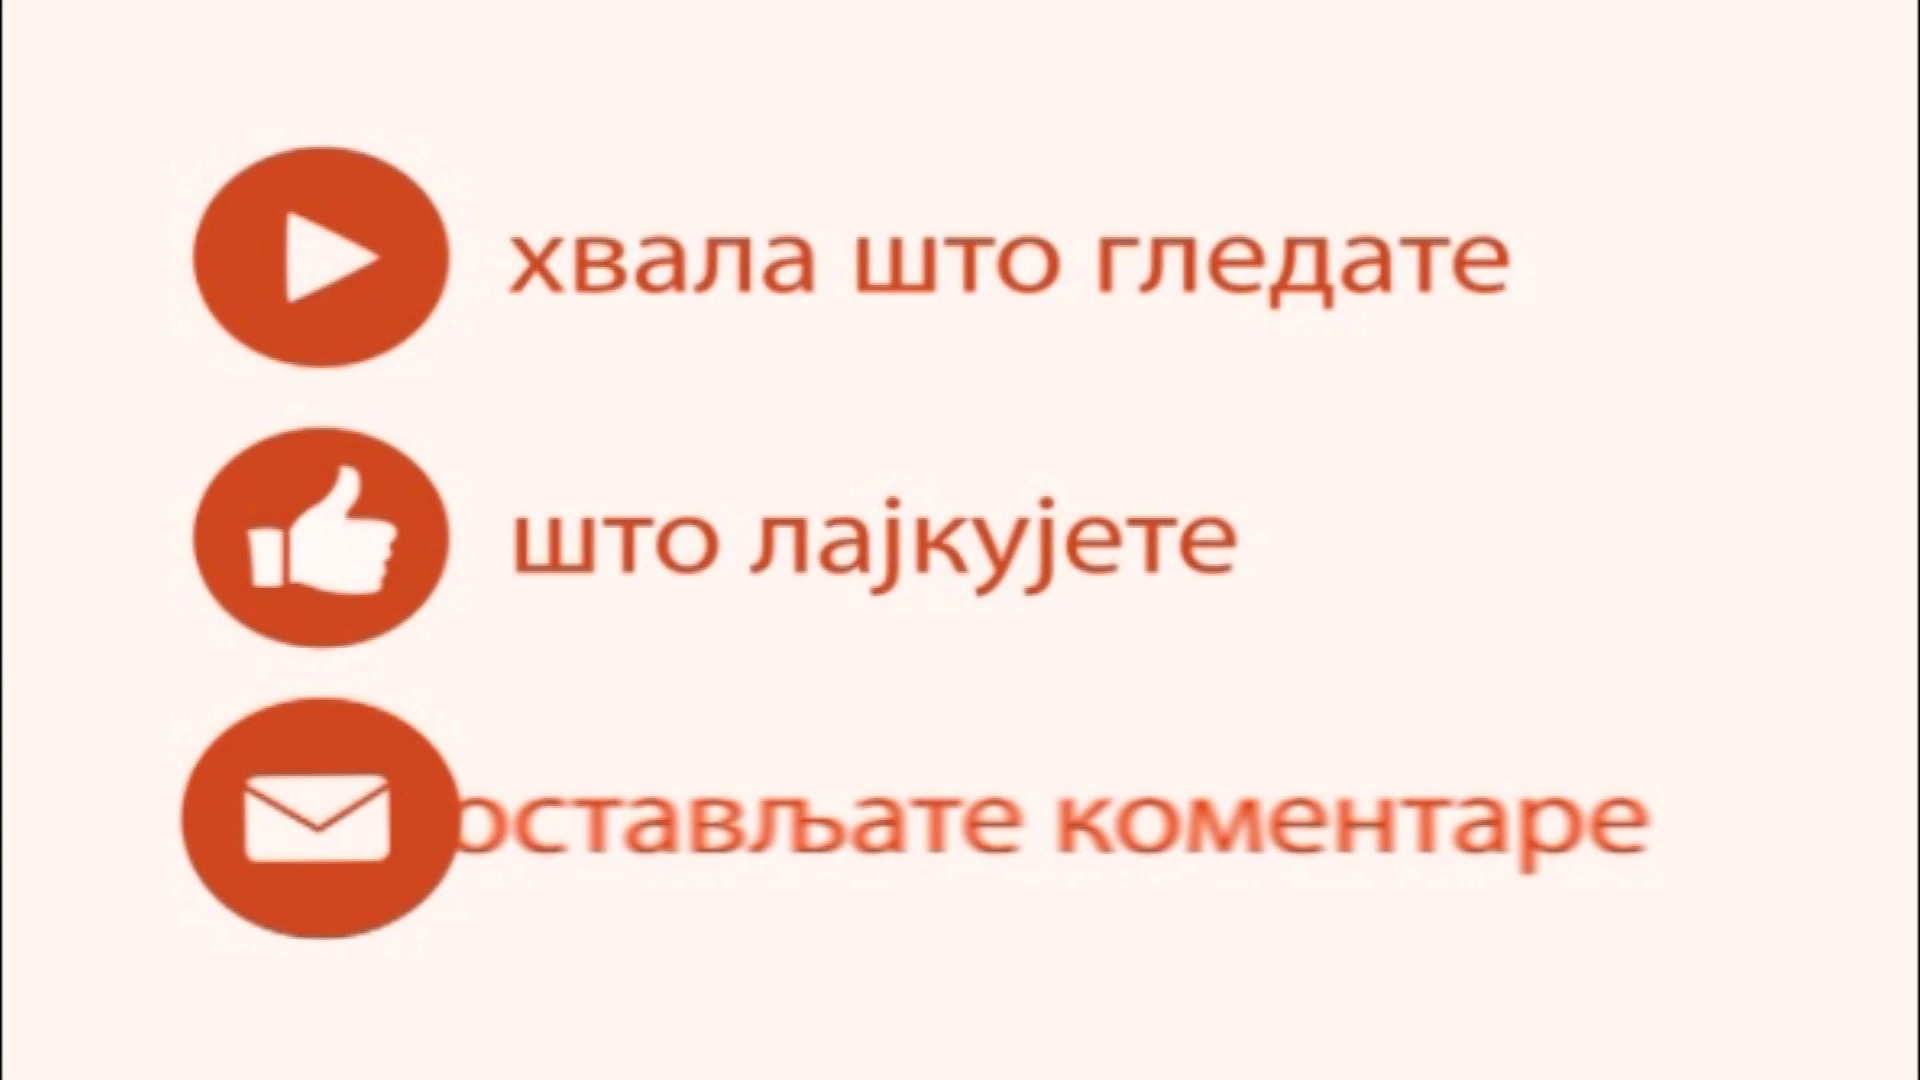 хвала што гледате
што лајкујете
остављате коментаре